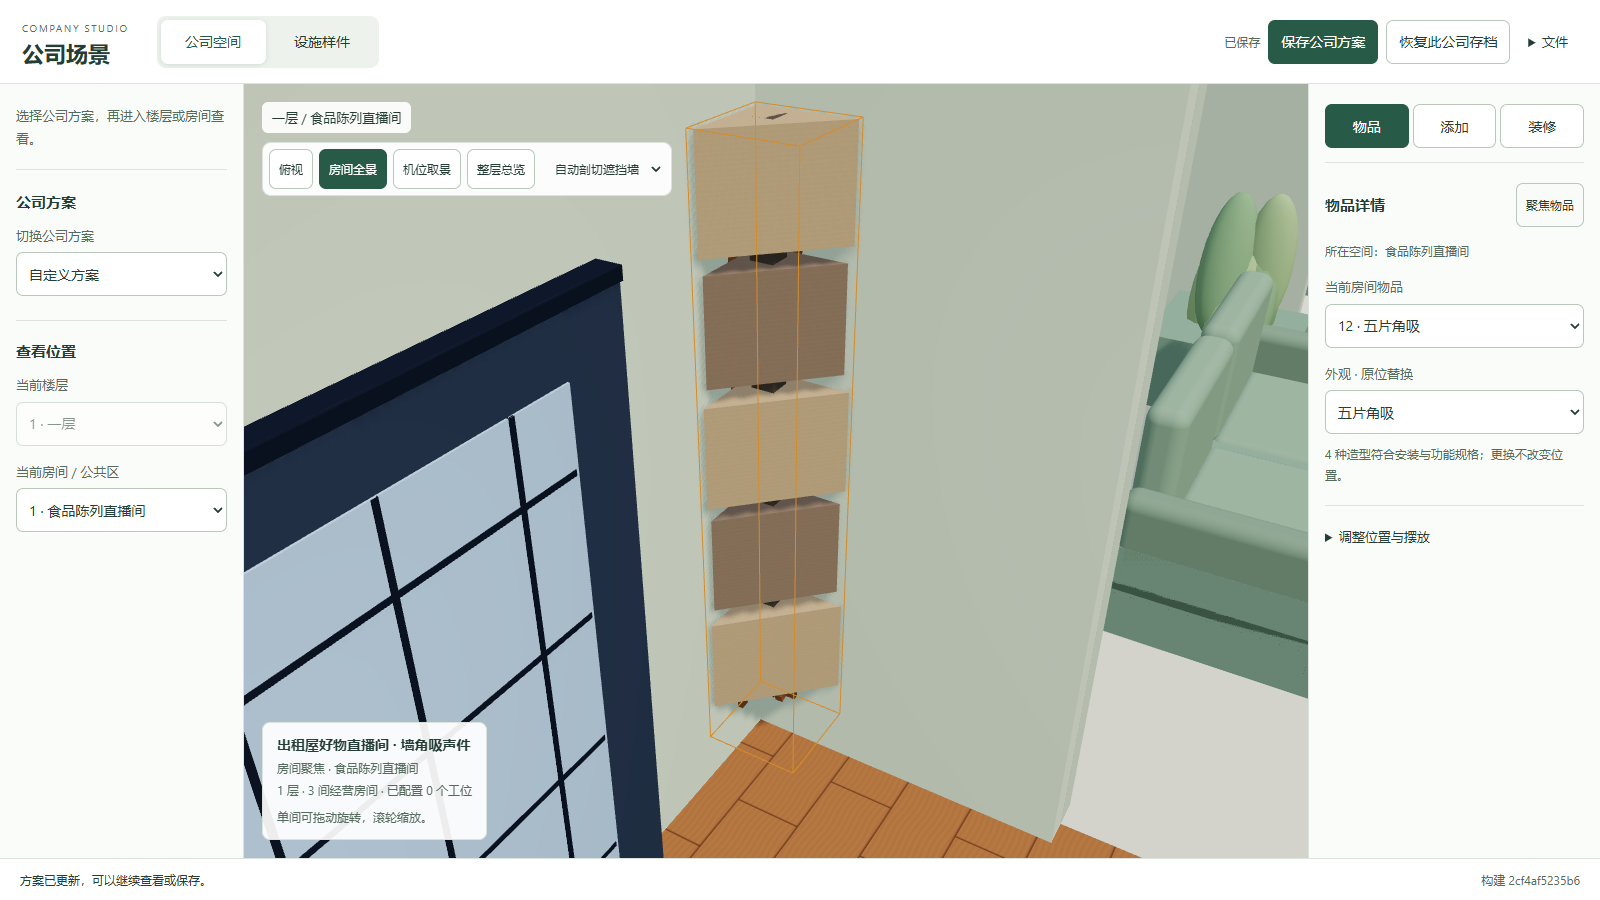 COMPANY STUDIO
公司场景
公司空间
设施样件
已保存
保存公司方案
恢复此公司存档
文件
选择公司方案，再进入楼层或房间查
看。
公司方案
切换公司方案
自定义方案
查看位置
当前楼层
1 · 一层
当前房间 / 公共区
1 · 食品陈列直播间
一层 / 食品陈列直播间
俯视
房间全景
机位取景
整层总览
自动剖切遮挡墙
出租屋好物直播间 · 墙角吸声件
房间聚焦 · 食品陈列直播间
1 层 · 3 间经营房间 · 已配置 0 个工位
单间可拖动旋转，滚轮缩放。
物品
添加
装修
物品详情
聚焦物品
所在空间：食品陈列直播间
当前房间物品
12 · 五片角吸
外观 · 原位替换
五片角吸
4 种造型符合安装与功能规格；更换不改变位
置。
调整位置与摆放
方案已更新，可以继续查看或保存。
构建 2cf4af5235b6